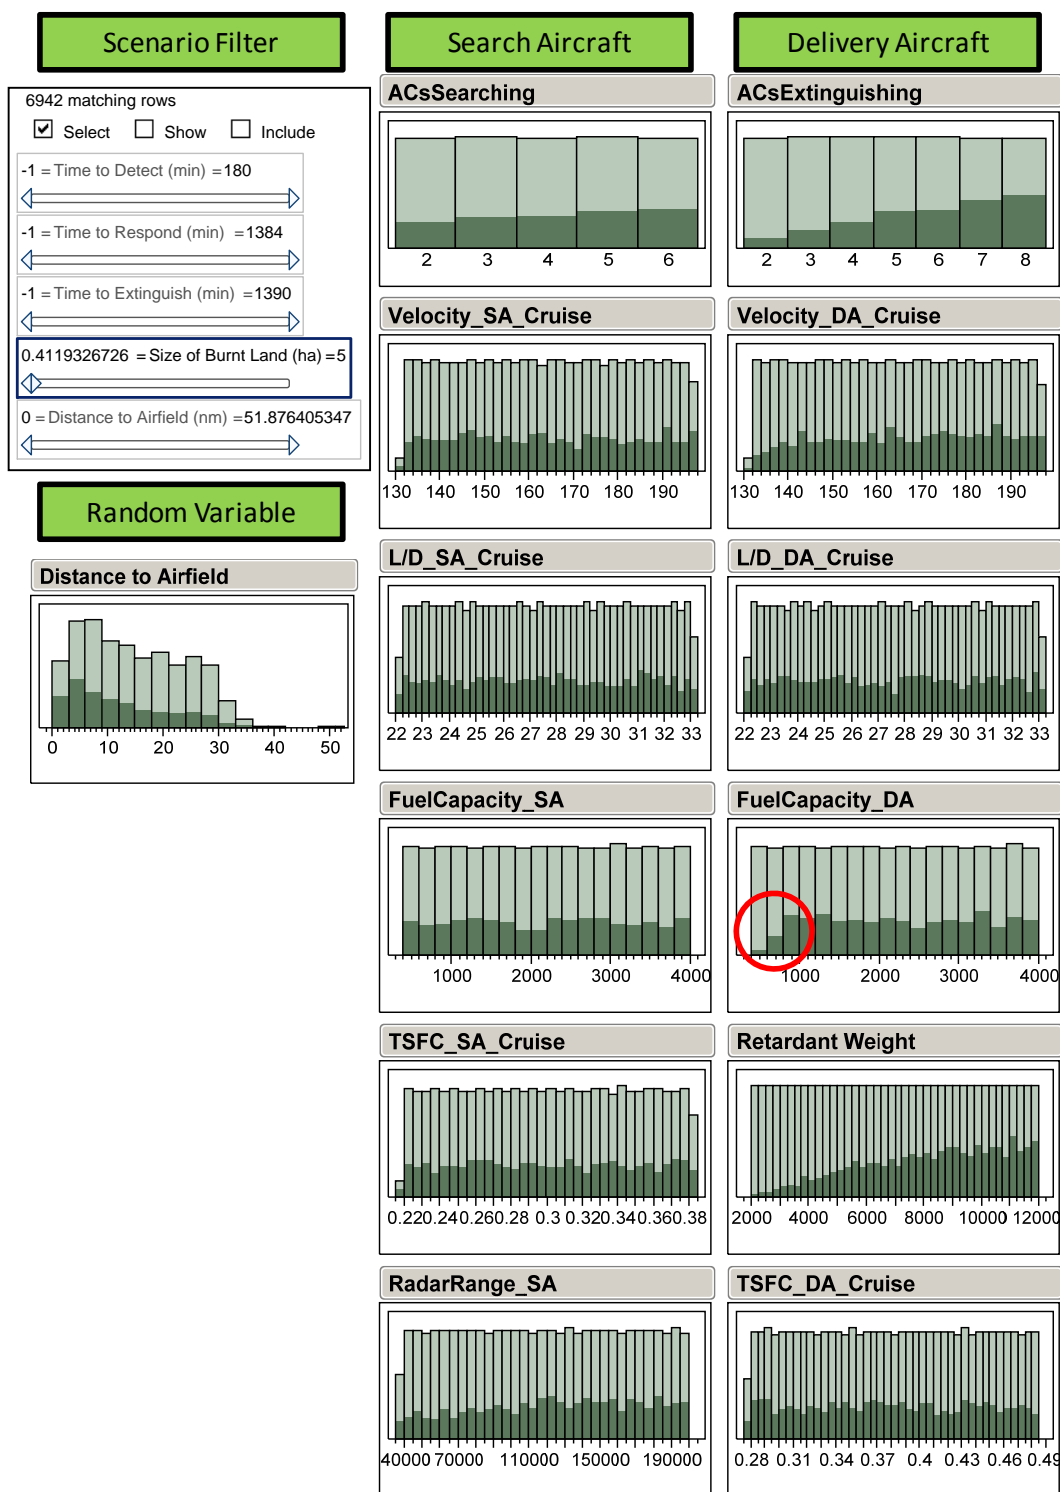 Scenario Filter
6942 matching rows
Select Show Include
-1 = Time to Detect (min) = 180
-1 = Time to Respond (min) = 1384
-1 = Time to Extinguish (min) = 1390
0.4119326726 = Size of Burnt Land (ha) = 5
0 = Distance to Airfield (nm) = 51.876405347
Random Variable
Distance to Airfield
0 10 20 30 40 50
Search Aircraft
ACsSearching
2 3 4 5 6
Velocity_SA_Cruise
130 140 150 160 170 180 190
L/D_SA_Cruise
22 23 24 25 26 27 28 29 30 31 32 33
FuelCapacity_SA
1000 2000 3000 4000
TSFC_SA_Cruise
0.22 0.24 0.26 0.28 0.3 0.32 0.34 0.36 0.38
RadarRange_SA
40000 70000 110000 150000 190000
Delivery Aircraft
ACsExtinguishing
2 3 4 5 6 7 8
Velocity_DA_Cruise
130 140 150 160 170 180 190
L/D_DA_Cruise
22 23 24 25 26 27 28 29 30 31 32 33
FuelCapacity_DA
1000 2000 3000 4000
Retardant Weight
2000 4000 6000 8000 10000 12000
TSFC_DA_Cruise
0.28 0.31 0.34 0.37 0.4 0.43 0.46 0.49